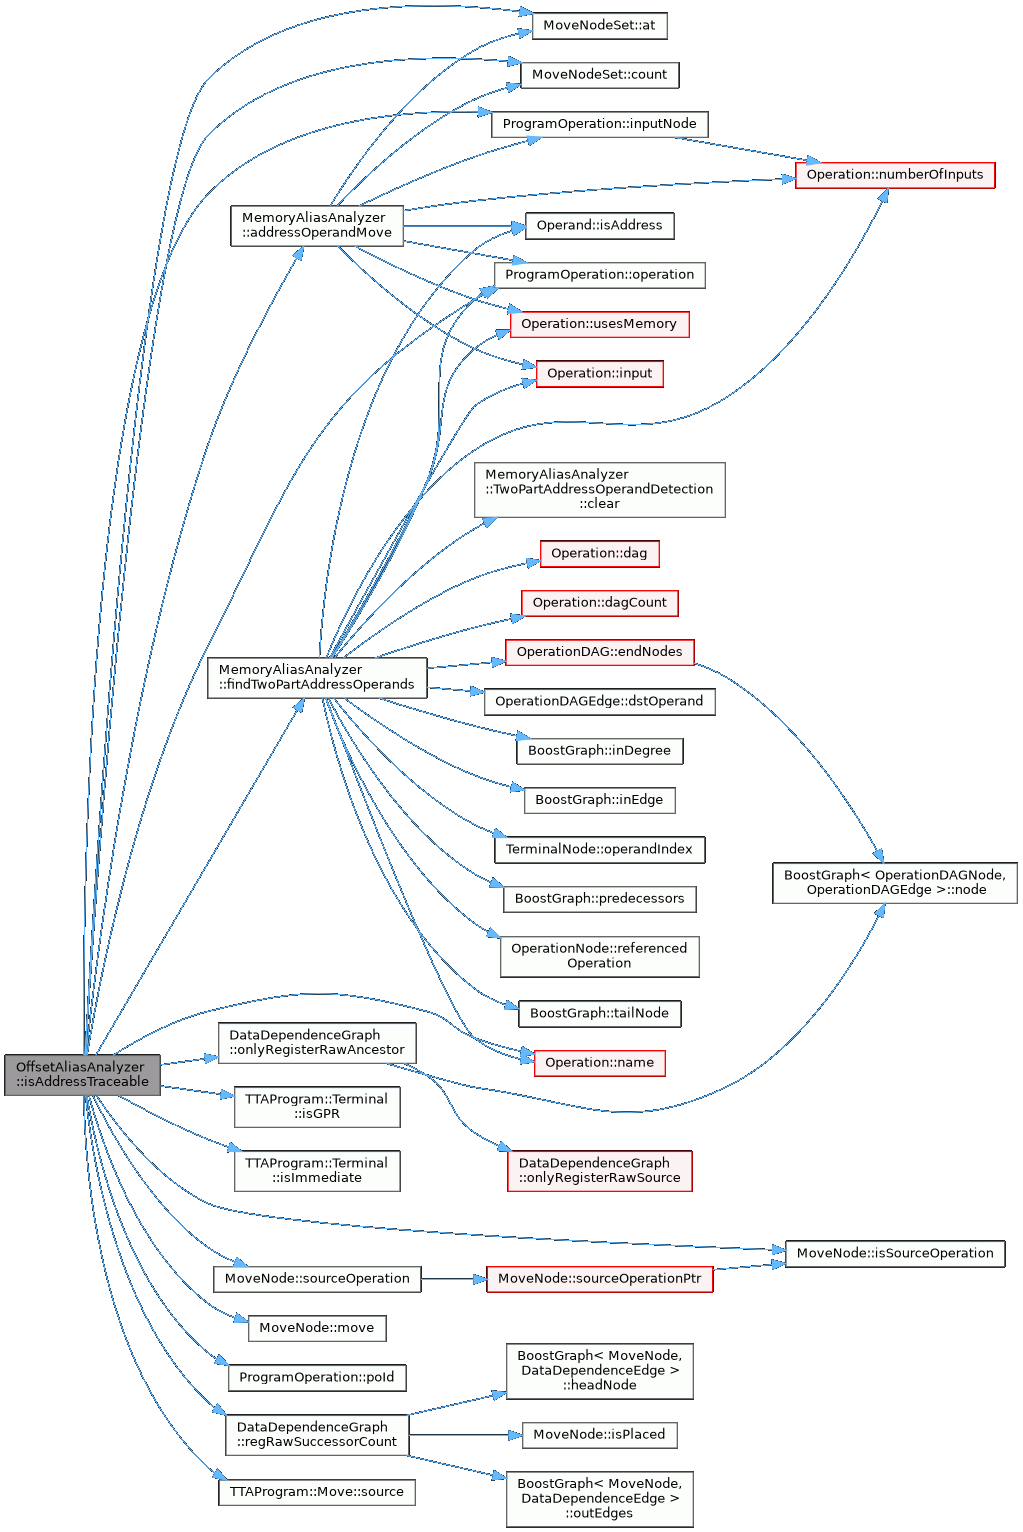 MoveNodeSet::at
MoveNodeSet::count
ProgramOperation::inputNode
Operation::numberOfInputs
MemoryAliasAnalyzer
::addressOperandMove
Operand::isAddress
ProgramOperation::operation
Operation::usesMemory
Operation::input
MemoryAliasAnalyzer
::TwoPartAddressOperandDetection
::clear
Operation::dag
Operation::dagCount
OperationDAG::endNodes
MemoryAliasAnalyzer
::findTwoPartAddressOperands
OperationDAGEdge::dstOperand
BoostGraph::inDegree
BoostGraph::inEdge
TerminalNode::operandIndex
BoostGraph< OperationDAGNode,
OperationDAGEdge >::node
BoostGraph::predecessors
OperationNode::referenced
Operation
BoostGraph::tailNode
DataDependenceGraph
::onlyRegisterRawAncestor
Operation::name
OffsetAliasAnalyzer
::isAddressTraceable
TTAProgram::Terminal
::isGPR
TTAProgram::Terminal
::isImmediate
DataDependenceGraph
::onlyRegisterRawSource
MoveNode::isSourceOperation
MoveNode::sourceOperation
MoveNode::sourceOperationPtr
MoveNode::move
ProgramOperation::poId
BoostGraph< MoveNode,
DataDependenceEdge >
::headNode
DataDependenceGraph
::regRawSuccessorCount
MoveNode::isPlaced
TTAProgram::Move::source
BoostGraph< MoveNode,
DataDependenceEdge >
::outEdges